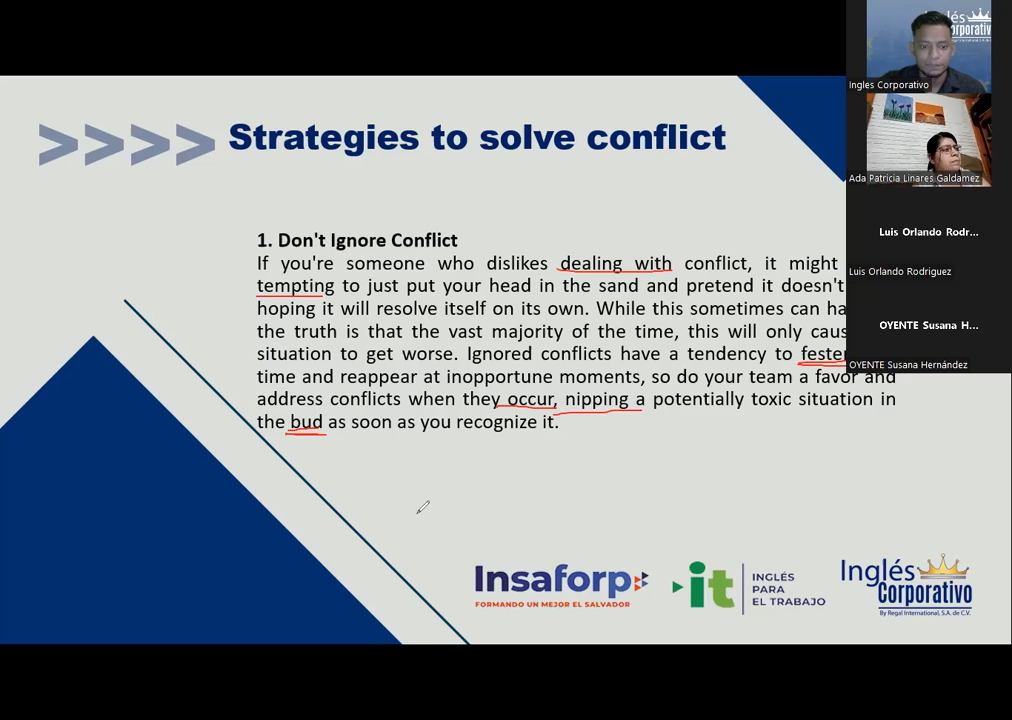 >>>> Strategies to solve conflict
1. Don't Ignore Conflict
If you're someone who dislikes dealing with conflict, it might
tempting to just put your head in the sand and pretend it doesn't
hoping it will resolve itself on its own. While this sometimes can ha
the truth is that the vast majority of the time, this will only caus
situation to get worse. Ignored conflicts have a tendency to feste
time and reappear at inopportune moments, so do your team a favor and
address conflicts when they occur, nipping a potentially toxic situation in
the bud as soon as you recognize it.
Insaforp
FORMANDO UN MEJOR EL SALVADOR
it
INGLÉS
PARA
EL TRABAJO
Inglés
Corporativo
By Regal International, S.A. de C.V.
Ingles Corporativo
Ada Patricia Linares Galdamez
Luis Orlando Rodr...
Luis Orlando Rodriguez
OYENTE Susana H...
OYENTE Susana Hernández